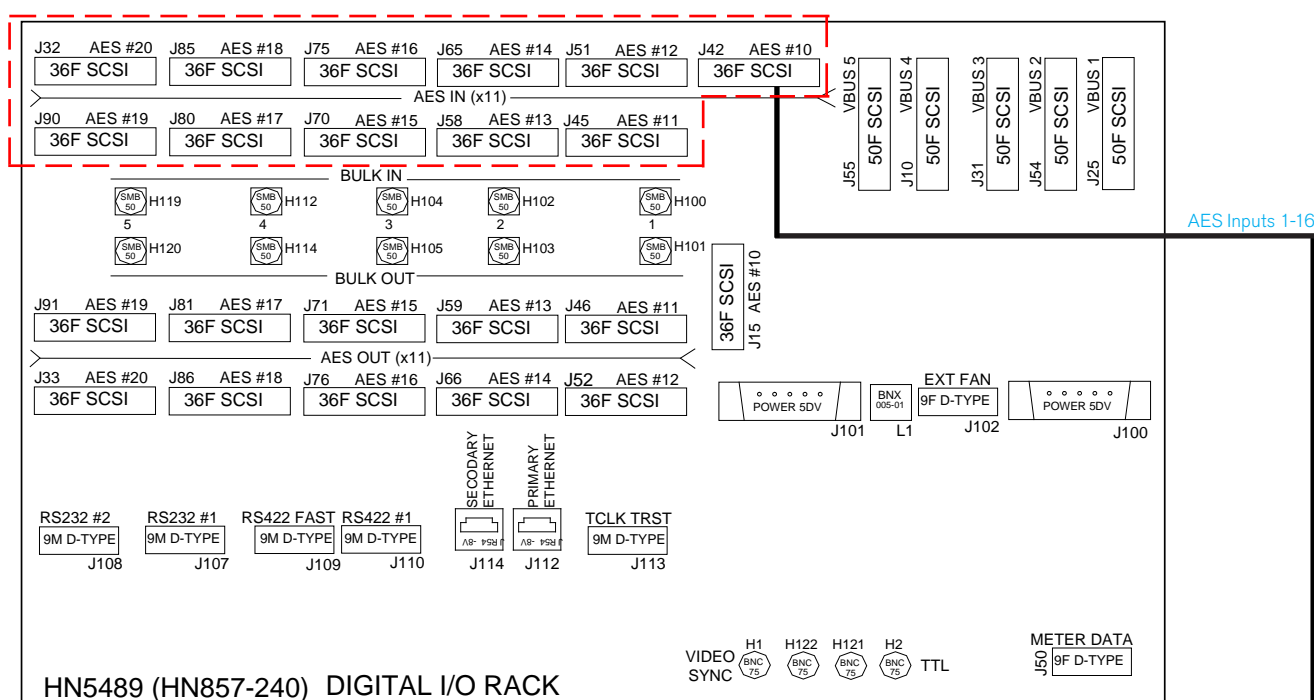 J32 AES #20 J85 AES #18 J75 AES #16 J65 AES #14 J51 AES #12 J42 AES #10
36F SCSI 36F SCSI 36F SCSI 36F SCSI 36F SCSI 36F SCSI
AES IN (x11)
J90 AES #19 J80 AES #17 J70 AES #15 J58 AES #13 J45 AES #11
36F SCSI 36F SCSI 36F SCSI 36F SCSI 36F SCSI
J55 VBUS 5 50F SCSI
J10 VBUS 4 50F SCSI
J31 VBUS 3 50F SCSI
J54 VBUS 2 50F SCSI
J25 VBUS 1 50F SCSI
AES Inputs 1-16
BULK IN
SMB 50 H119 SMB 50 H112 SMB 50 H104 SMB 50 H102 SMB 50 H100
5 4 3 2 1
SMB 50 H120 SMB 50 H114 SMB 50 H105 SMB 50 H103 SMB 50 H101
BULK OUT
36F SCSI
J15 AES #10
J91 AES #19 J81 AES #17 J71 AES #15 J59 AES #13 J46 AES #11
36F SCSI 36F SCSI 36F SCSI 36F SCSI 36F SCSI
AES OUT (x11)
J33 AES #20 J86 AES #18 J76 AES #16 J66 AES #14 J52 AES #12
36F SCSI 36F SCSI 36F SCSI 36F SCSI 36F SCSI
POWER 5DV
J101
BNX
005-01
L1
EXT FAN
9F D-TYPE
J102
POWER 5DV
J100
RS232 #2
9M D-TYPE
J108
RS232 #1
9M D-TYPE
J107
RS422 FAST
9M D-TYPE
J109
RS422 #1
9M D-TYPE
J110
SECODARY
ETHERNET
RJ45 -8V
J114
PRIMARY
ETHERNET
RJ45 -8V
J112
TCLK TRST
9M D-TYPE
J113
VIDEO
SYNC
H1 H122 H121 H2
BNC 75 BNC 75 BNC 75 BNC 75
TTL
METER DATA
J50 9F D-TYPE
HN5489 (HN857-240) DIGITAL I/O RACK